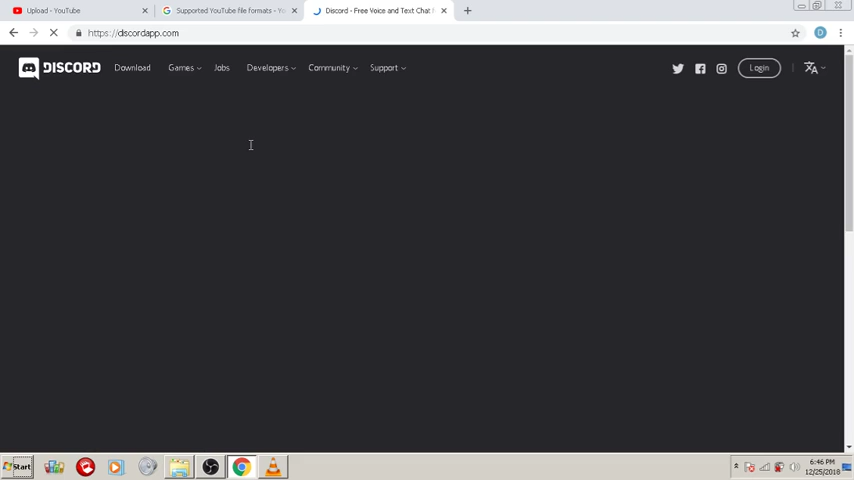 Upload - YouTube
Supported YouTube file formats - Yo
Discord - Free Voice and Text Chat f
D
https://discordapp.com
DISCORD
Download
Games
Jobs
Developers
Community
Support
Login
Start
6:46 PM
12/25/2018